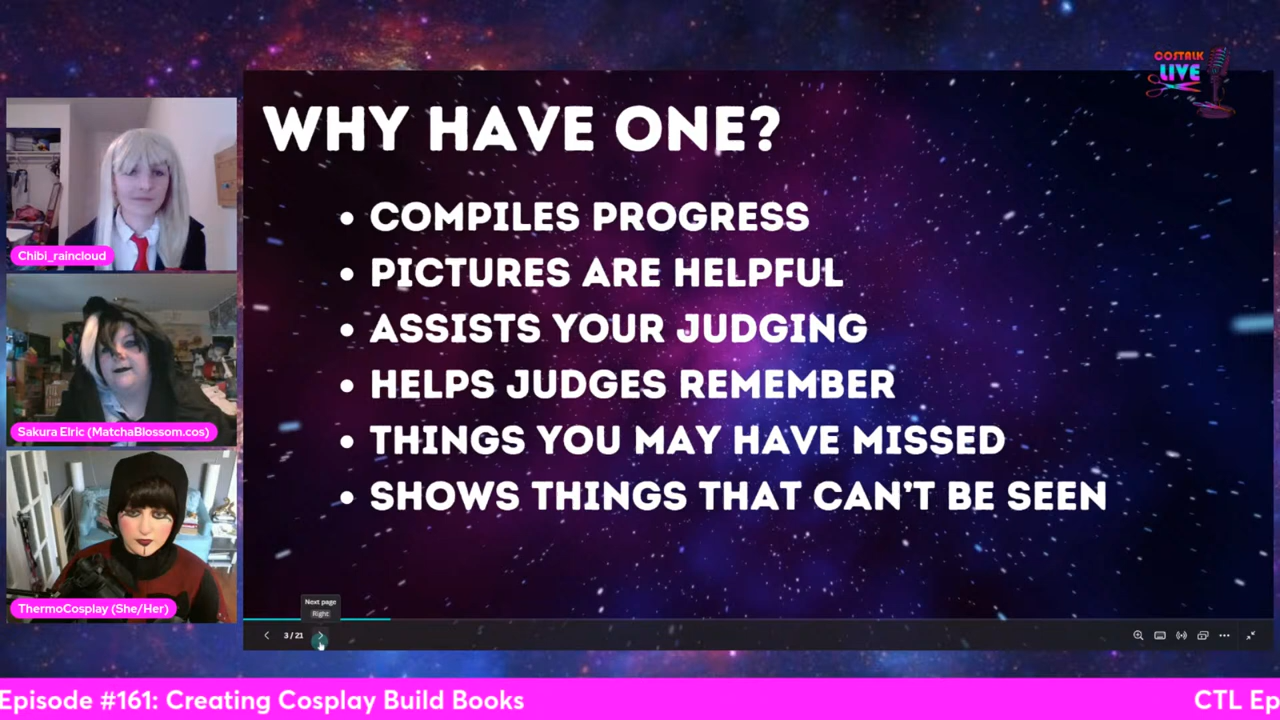 COSTALK
LIVE
WHY HAVE ONE?
• COMPILES PROGRESS
• PICTURES ARE HELPFUL
• ASSISTS YOUR JUDGING
• HELPS JUDGES REMEMBER
• THINGS YOU MAY HAVE MISSED
• SHOWS THINGS THAT CAN'T BE SEEN
Chibi_raincloud
Sakura Elric (MatchaBlossom.cos)
ThermoCosplay (She/Her)
Next page
Right
3 / 21
Episode #161: Creating Cosplay Build Books
CTL Ep